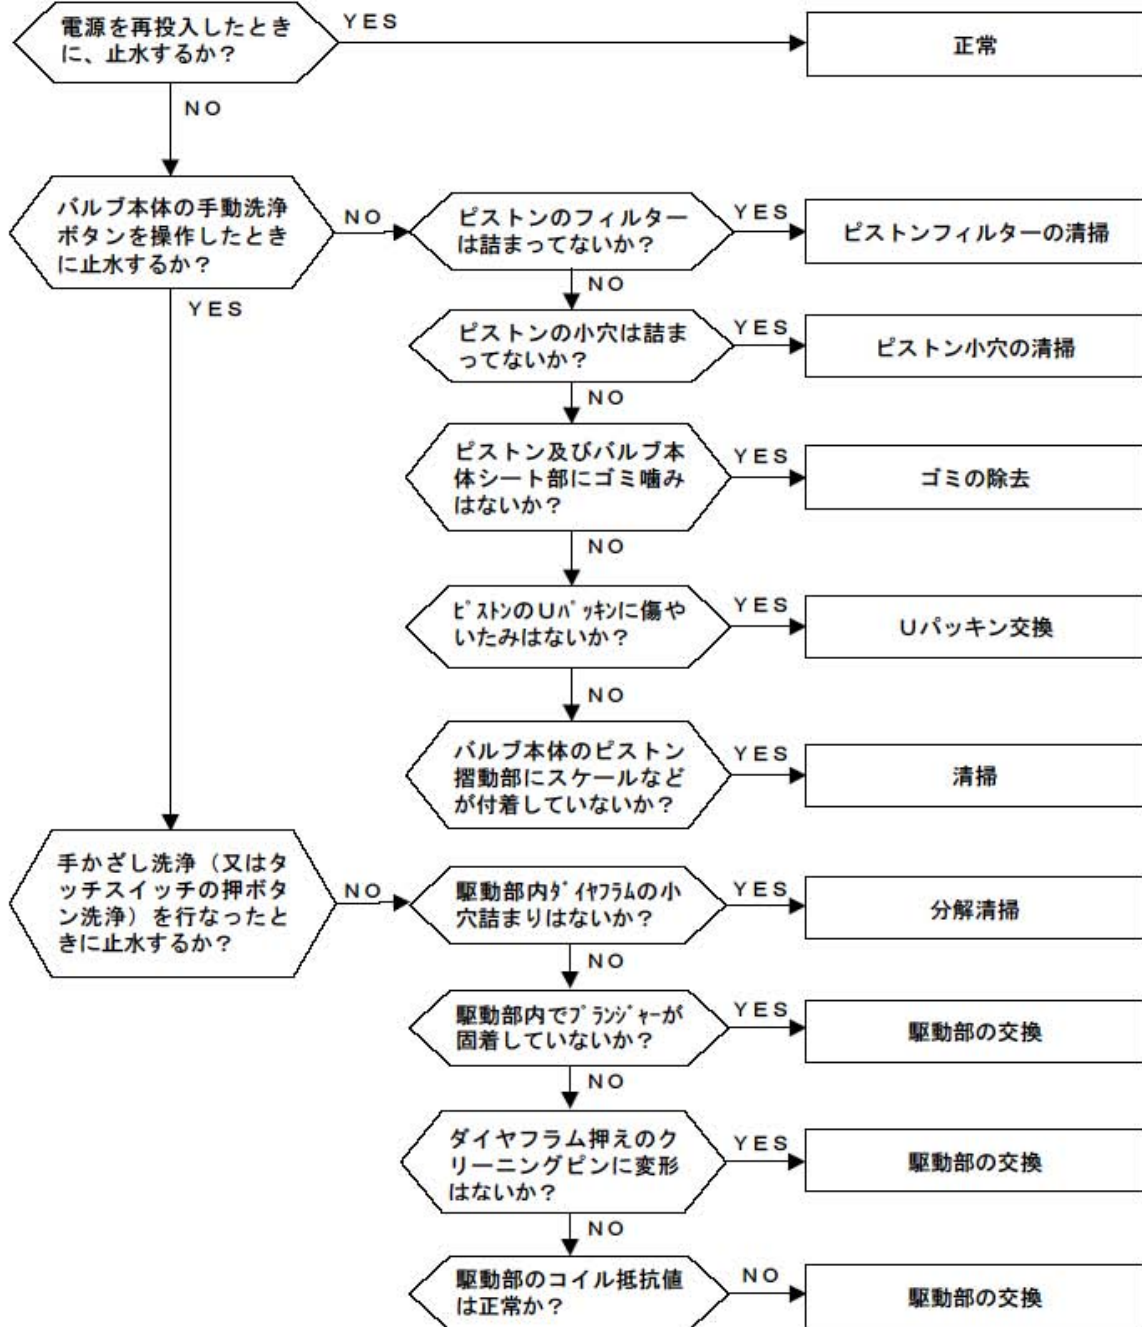 電源を再投入したとき
に、止水するか？
YES
正常
NO
バルブ本体の手動洗浄
ボタンを操作したとき
に止水するか？
NO
ピストンのフィルター
は詰まってないか？
YES
ピストンフィルターの清掃
NO
YES
ピストンの小穴は詰ま
ってないか？
YES
ピストン小穴の清掃
NO
ピストン及びバルブ本
体シート部にゴミ噛み
はないか？
YES
ゴミの除去
NO
ﾋﾟｽﾄﾝのUﾊﾟｯｷﾝに傷や
いたみはないか？
YES
Uパッキン交換
NO
バルブ本体のピストン
摺動部にスケールなど
が付着していないか？
YES
清掃
手かざし洗浄（又はタ
ッチスイッチの押ボタ
ン洗浄）を行なったと
きに止水するか？
NO
駆動部内ﾀﾞｲﾔﾌﾗﾑの小
穴詰まりはないか？
YES
分解清掃
NO
駆動部内でﾌﾟﾗﾝｼﾞｬｰが
固着していないか？
YES
駆動部の交換
NO
ダイヤフラム押えのク
リーニングピンに変形
はないか？
YES
駆動部の交換
NO
駆動部のコイル抵抗値
は正常か？
NO
駆動部の交換